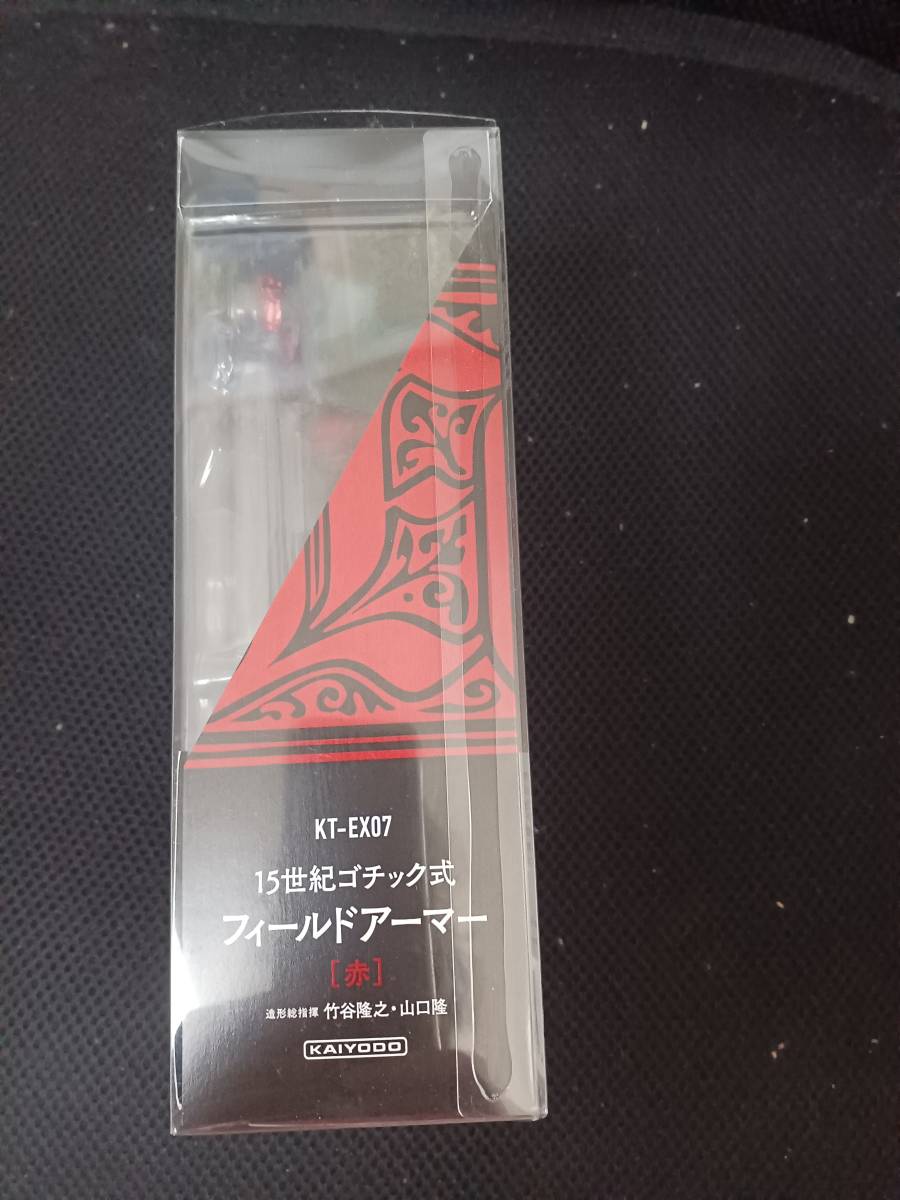 KT-EX07
15世紀ゴチック式
フィールドアーマー
[赤]
造形総指揮 竹谷隆之・山口隆
KAIYODO